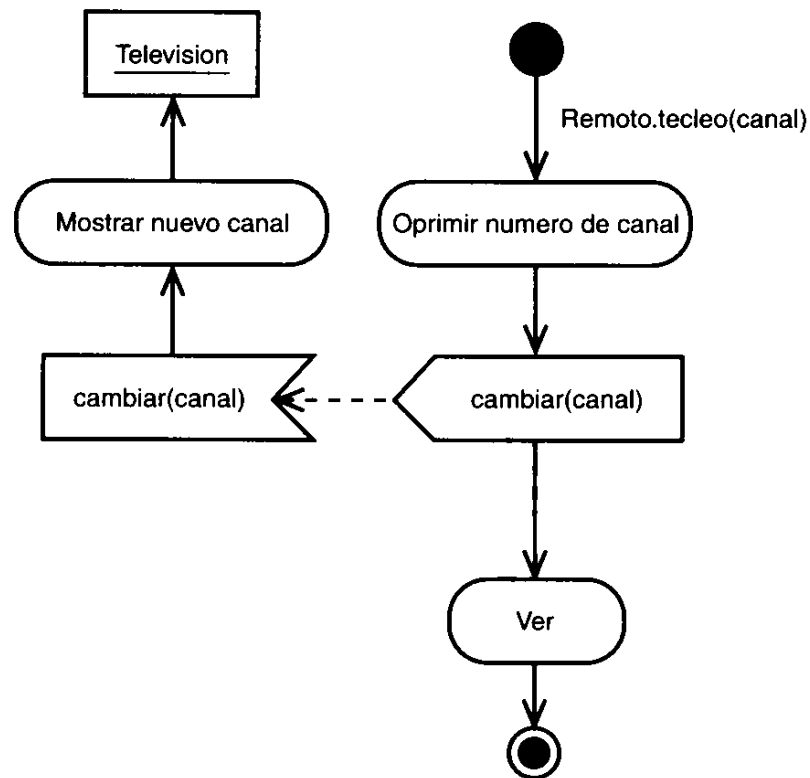 Television
Remoto.tecleo(canal)
Mostrar nuevo canal
Oprimir numero de canal
cambiar(canal)
cambiar(canal)
Ver